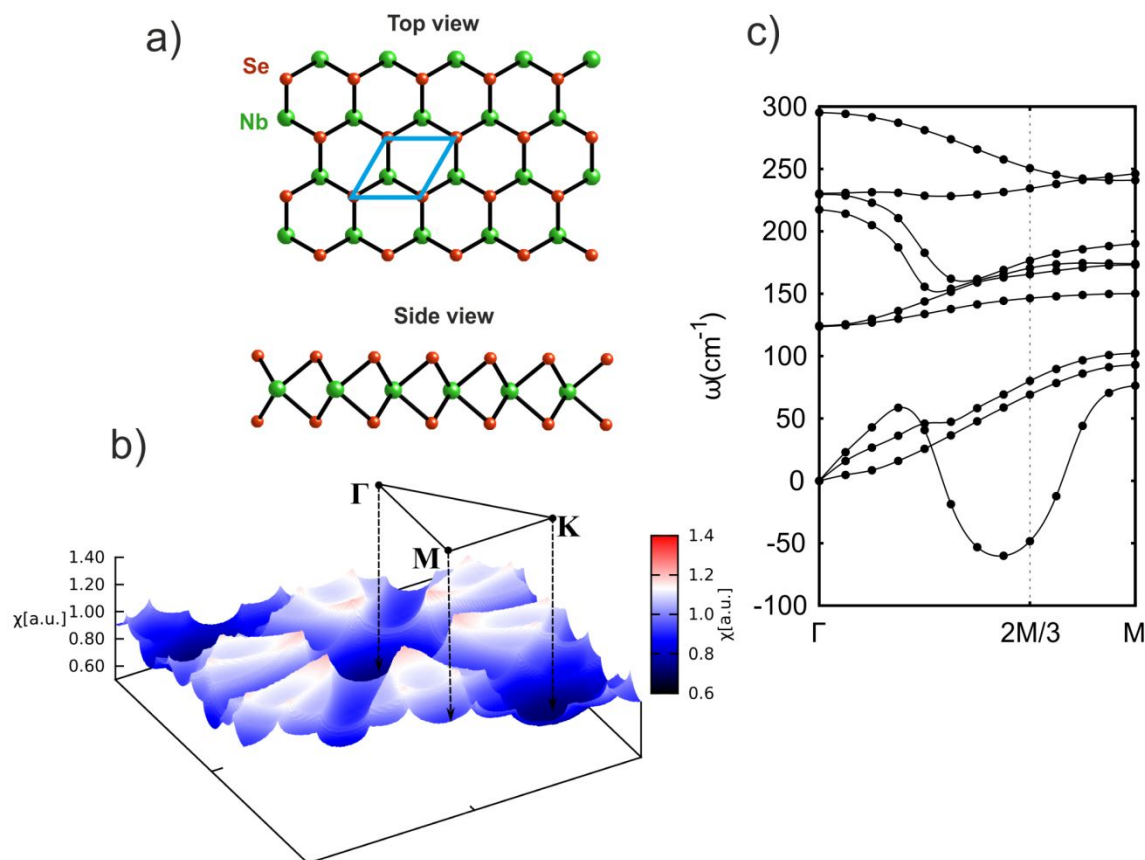 a)
Top view
Se
Nb
Side view
b)
Γ
M
K
1.40
1.20
1.00
0.80
0.60
χ[a.u.]
1.4
1.2
1.0
0.8
0.6
χ[a.u.]
c)
300
250
200
150
100
50
0
-50
-100
ω(cm-1)
Γ
2M/3
M